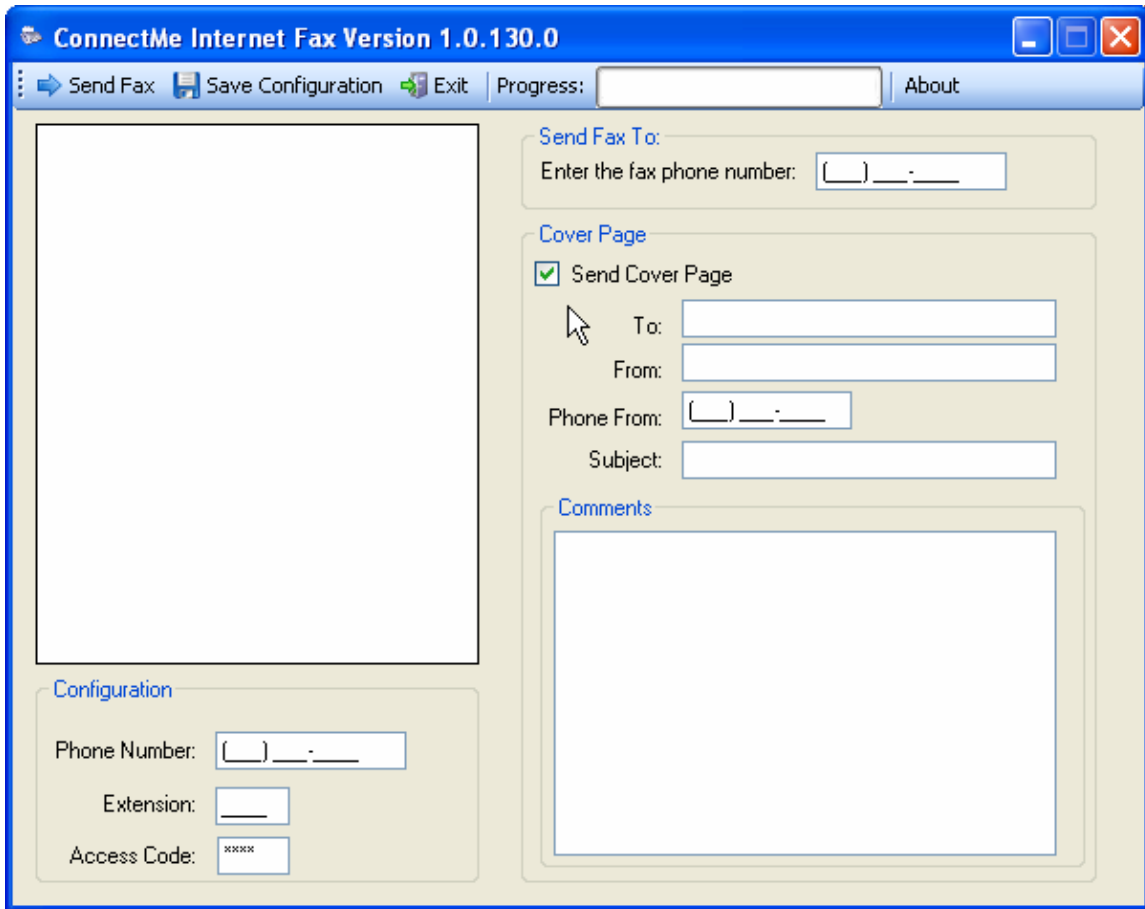 ConnectMe Internet Fax Version 1.0.130.0
Send Fax Save Configuration Exit Progress: About
Send Fax To:
Enter the fax phone number: (___) ___-____
Cover Page
Send Cover Page
To:
From:
Phone From: (___) ___-____
Subject:
Comments
Configuration
Phone Number: (___) ___-____
Extension: ____
Access Code: ****